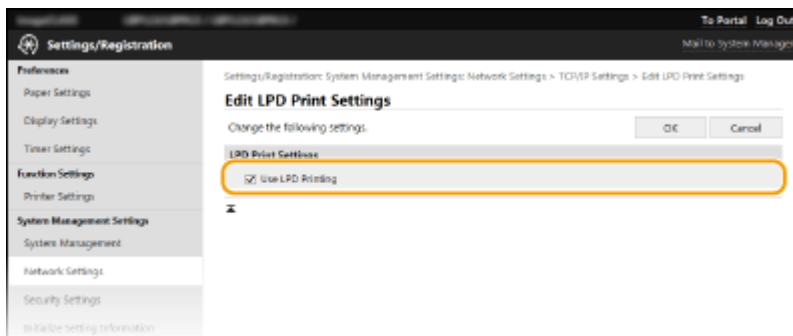 To Portal Log Out
Settings/Registration
Mail to System Manager
Preferences
Paper Settings
Display Settings
Timer Settings
Function Settings
Printer Settings
System Management Settings
System Management
Network Settings
Security Settings
Initialize Setting Information
Settings/Registration: System Management Settings: Network Settings > TCP/IP Settings > Edit LPD Print Settings
Edit LPD Print Settings
Change the following settings.
OK
Cancel
LPD Print Settings
Use LPD Printing